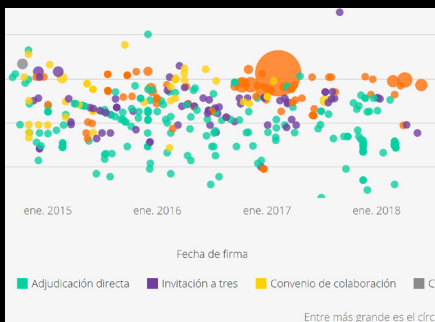 ene. 2015 ene. 2016 ene. 2017 ene. 2018
Fecha de firma
Adjudicación directa Invitación a tres Convenio de colaboración
Entre más grande es el